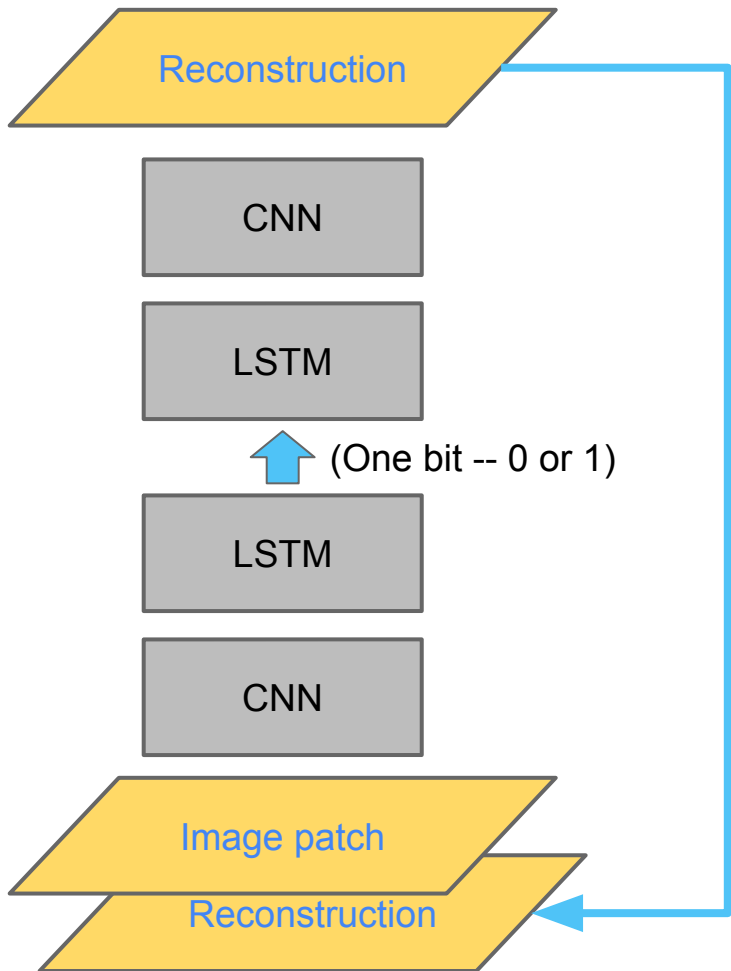 Reconstruction
CNN
LSTM
(One bit -- 0 or 1)
LSTM
CNN
Image patch
Reconstruction